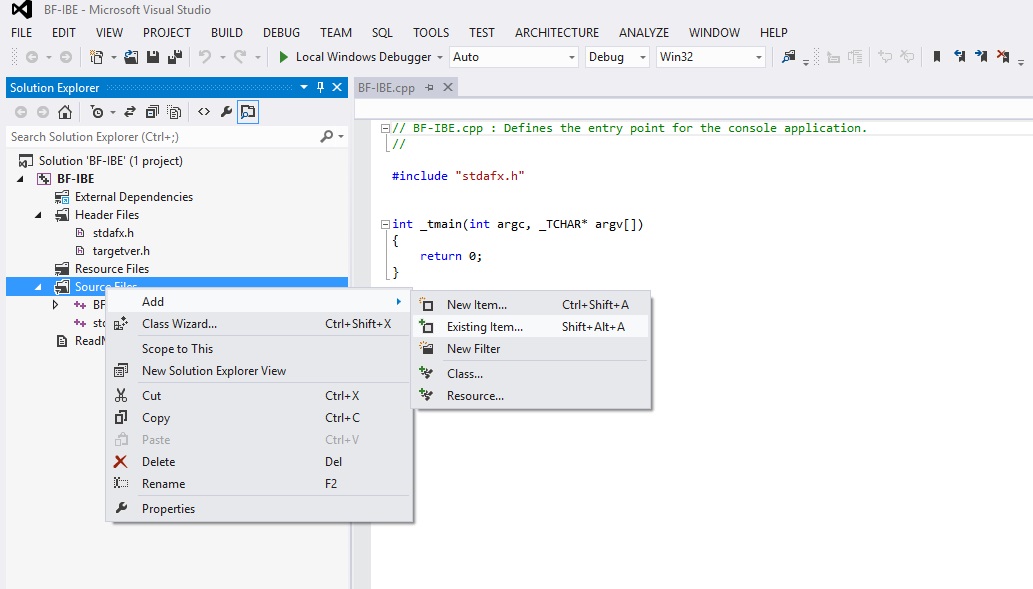 BF-IBE - Microsoft Visual Studio
FILE EDIT VIEW PROJECT BUILD DEBUG TEAM SQL TOOLS TEST ARCHITECTURE ANALYZE WINDOW HELP
Local Windows Debugger Auto Debug Win32
Solution Explorer
BF-IBE.cpp
Search Solution Explorer (Ctrl+;)
Solution 'BF-IBE' (1 project)
BF-IBE
External Dependencies
Header Files
stdafx.h
targetver.h
Resource Files
Source Files
// BF-IBE.cpp : Defines the entry point for the console application.
//
#include "stdafx.h"
int _tmain(int argc, _TCHAR* argv[])
{
return 0;
}
Add
Class Wizard... Ctrl+Shift+X
Scope to This
New Solution Explorer View
Cut Ctrl+X
Copy Ctrl+C
Paste Ctrl+V
Delete Del
Rename F2
Properties
New Item... Ctrl+Shift+A
Existing Item... Shift+Alt+A
New Filter
Class...
Resource...